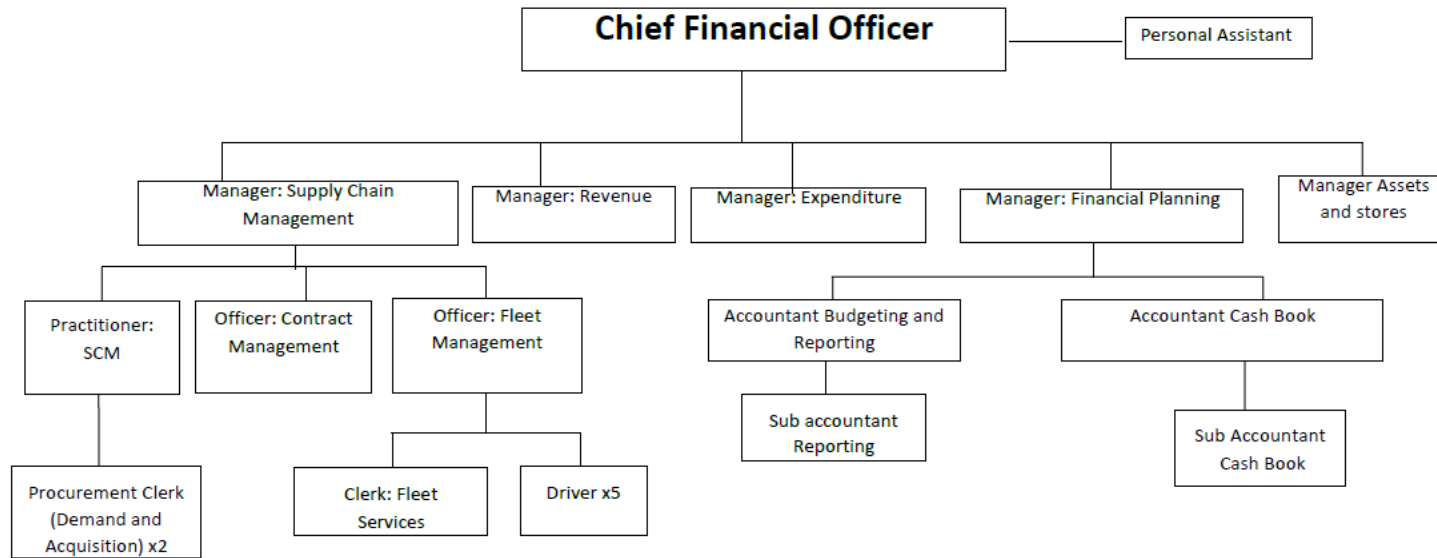 Chief Financial Officer
Personal Assistant
Manager: Supply Chain
Management
Manager: Revenue
Manager: Expenditure
Manager: Financial Planning
Manager Assets
and stores
Practitioner:
SCM
Officer: Contract
Management
Officer: Fleet
Management
Accountant Budgeting and
Reporting
Accountant Cash Book
Sub accountant
Reporting
Sub Accountant
Cash Book
Procurement Clerk
(Demand and
Acquisition) x2
Clerk: Fleet
Services
Driver x5